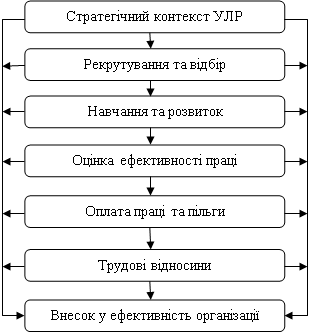 Стратегічний контекст УЛР
Рекрутування та відбір
Навчання та розвиток
Оцінка ефективності праці
Оплата праці та пільги
Трудові відносини
Внесок у ефективність організації